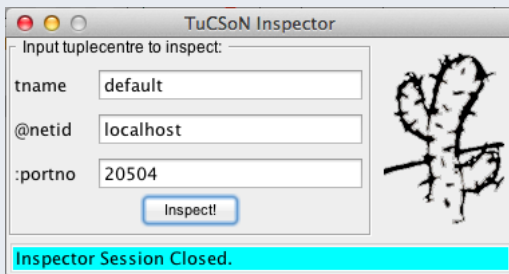 TuCSoN Inspector
Input tuplecentre to inspect:
tname default
@netid localhost
:portno 20504
Inspect!
Inspector Session Closed.